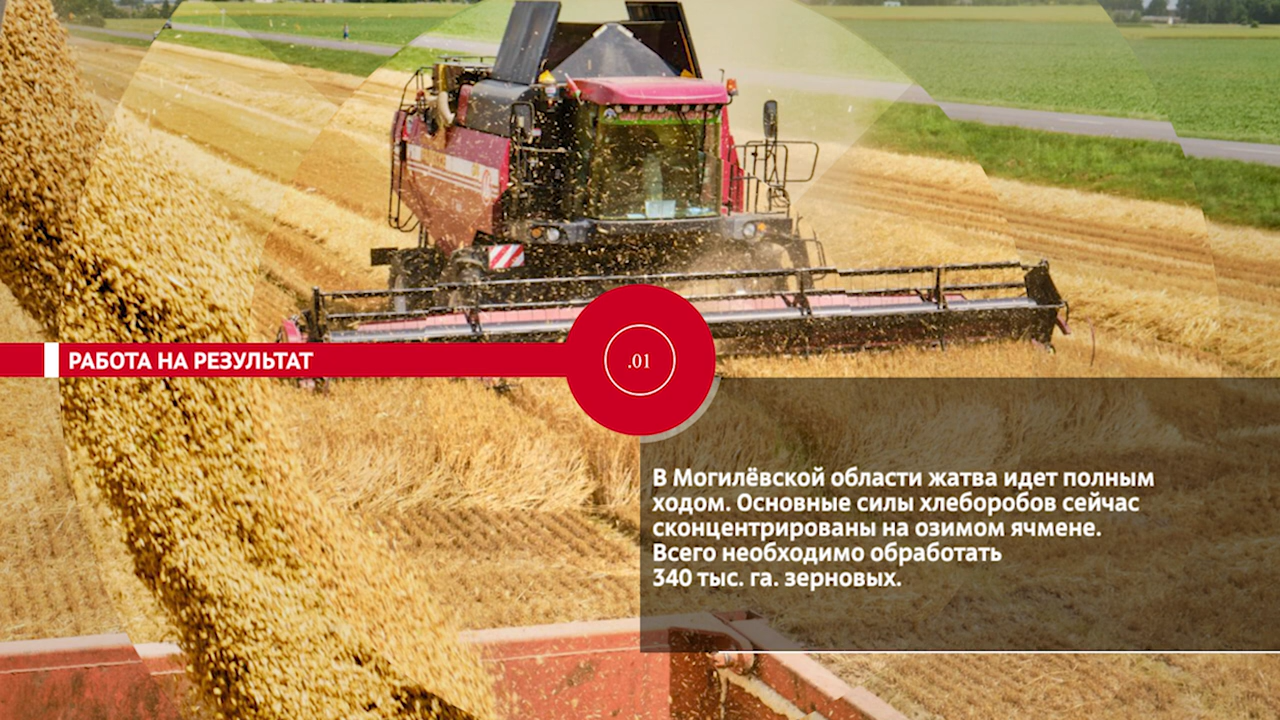 РАБОТА НА РЕЗУЛЬТАТ
.01
В Могилёвской области жатва идет полным
ходом. Основные силы хлеборобов сейчас
сконцентрированы на озимом ячмене.
Всего необходимо обработать
340 тыс. га. зерновых.